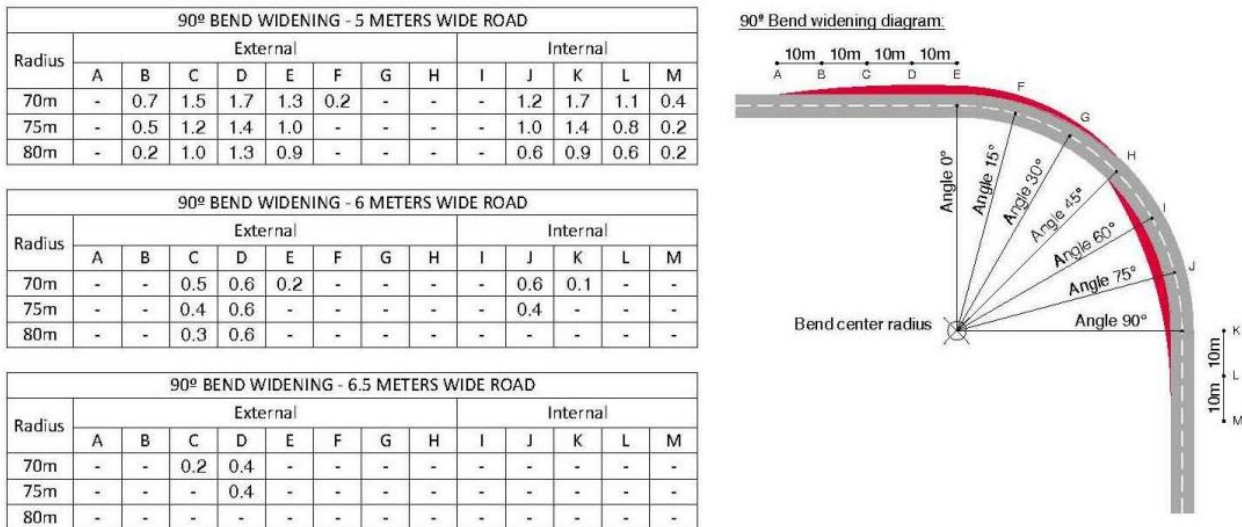 90º BEND WIDENING - 5 METERS WIDE ROAD
Radius External Internal
A B C D E F G H I J K L M
70m - 0.7 1.5 1.7 1.3 0.2 - - - 1.2 1.7 1.1 0.4
75m - 0.5 1.2 1.4 1.0 - - - - 1.0 1.4 0.8 0.2
80m - 0.2 1.0 1.3 0.9 - - - - 0.6 0.9 0.6 0.2
90º BEND WIDENING - 6 METERS WIDE ROAD
Radius External Internal
A B C D E F G H I J K L M
70m - - 0.5 0.6 0.2 - - - - 0.6 0.1 - -
75m - - 0.4 0.6 - - - - - 0.4 - - -
80m - - 0.3 0.6 - - - - - - - - -
90º BEND WIDENING - 6.5 METERS WIDE ROAD
Radius External Internal
A B C D E F G H I J K L M
70m - - 0.2 0.4 - - - - - - - - -
75m - - - 0.4 - - - - - - - - -
80m - - - - - - - - - - - - -
90º Bend widening diagram:
10m 10m 10m 10m
A B C D E
F
G
H
I
J
K
10m
L
10m
M
Angle 0°
Angle 15°
Angle 30°
Angle 45°
Angle 60°
Angle 75°
Angle 90°
Bend center radius